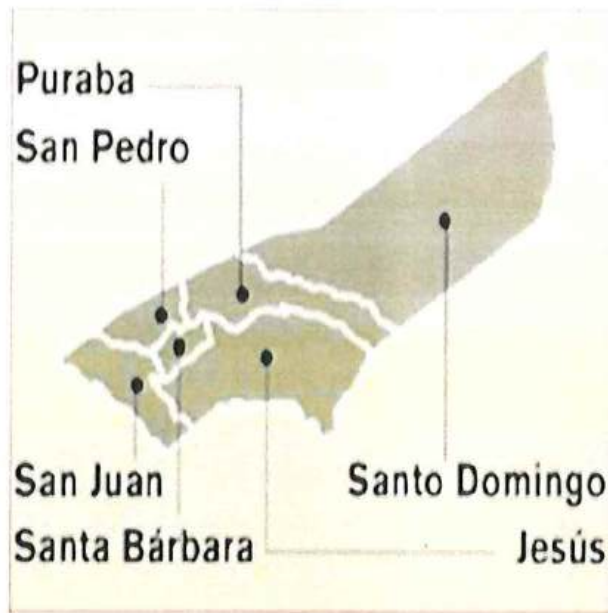 Puraba
San Pedro
San Juan
Santo Domingo
Santa Bárbara
Jesús